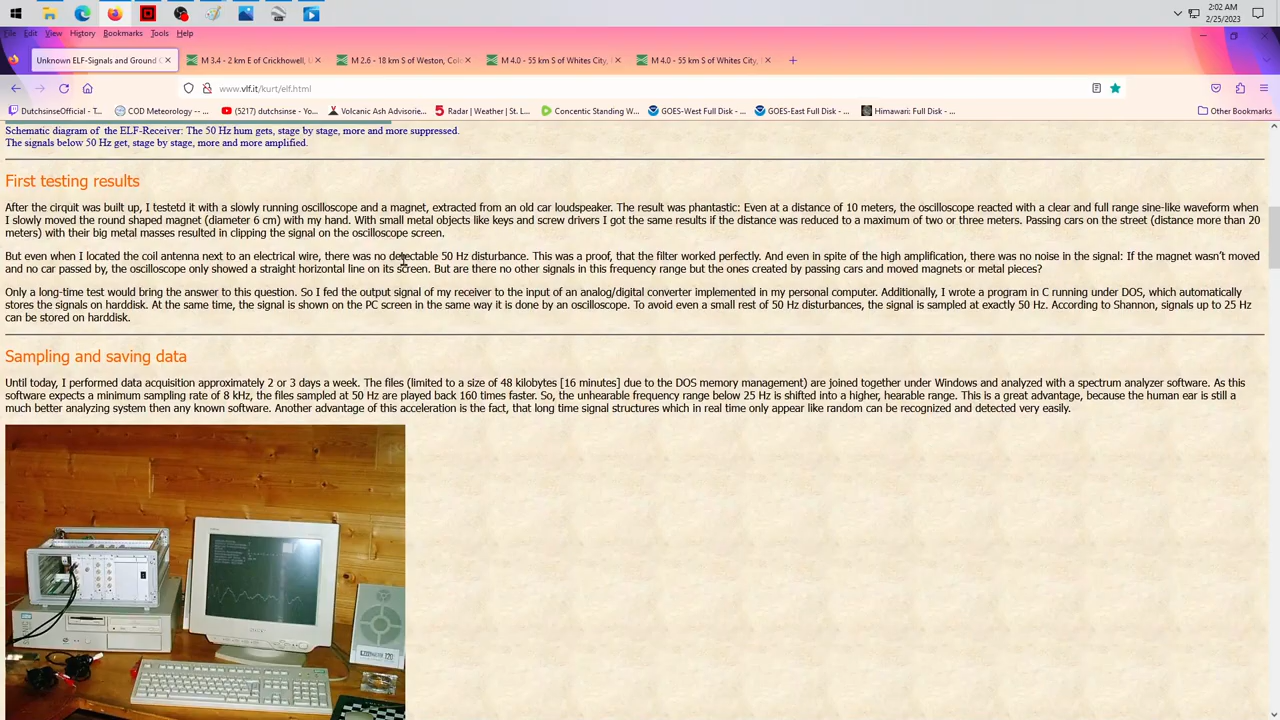 2:02 AM
2/25/2023
File Edit View History Bookmarks Tools Help
Unknown ELF-Signals and Ground
M 3.4 - 2 km E of Crickhowell, U
M 2.6 - 18 km S of Weston, Col
M 4.0 - 55 km S of Whites City,
M 4.0 - 55 km S of Whites City,
www.vlf.it/kurt/elf.html
DutchsinseOfficial - T... COD Meteorology -- ... (5217) dutchsinse - Yo... Volcanic Ash Advisorie... Radar | Weather | St. L... Concentic Standing W... GOES-West Full Disk -... GOES-East Full Disk -... Himawari: Full Disk - ... Other Bookmarks
Schematic diagram of the ELF-Receiver: The 50 Hz hum gets, stage by stage, more and more suppressed.
The signals below 50 Hz get, stage by stage, more and more amplified.
First testing results
After the cirquit was built up, I testetd it with a slowly running oscilloscope and a magnet, extracted from an old car loudspeaker. The result was phantastic: Even at a distance of 10 meters, the oscilloscope reacted with a clear and full range sine-like waveform when
I slowly moved the round shaped magnet (diameter 6 cm) with my hand. With small metal objects like keys and screw drivers I got the same results if the distance was reduced to a maximum of two or three meters. Passing cars on the street (distance more than 20
meters) with their big metal masses resulted in clipping the signal on the oscilloscope screen.
But even when I located the coil antenna next to an electrical wire, there was no detectable 50 Hz disturbance. This was a proof, that the filter worked perfectly. And even in spite of the high amplification, there was no noise in the signal: If the magnet wasn't moved
and no car passed by, the oscilloscope only showed a straight horizontal line on its screen. But are there no other signals in this frequency range but the ones created by passing cars and moved magnets or metal pieces?
Only a long-time test would bring the answer to this question. So I fed the output signal of my receiver to the input of an analog/digital converter implemented in my personal computer. Additionally, I wrote a program in C running under DOS, which automatically
stores the signals on harddisk. At the same time, the signal is shown on the PC screen in the same way it is done by an oscilloscope. To avoid even a small rest of 50 Hz disturbances, the signal is sampled at exactly 50 Hz. According to Shannon, signals up to 25 Hz
can be stored on harddisk.
Sampling and saving data
Until today, I performed data acquisition approximately 2 or 3 days a week. The files (limited to a size of 48 kilobytes [16 minutes] due to the DOS memory management) are joined together under Windows and analyzed with a spectrum analyzer software. As this
software expects a minimum sampling rate of 8 kHz, the files sampled at 50 Hz are played back 160 times faster. So, the unhearable frequency range below 25 Hz is shifted into a higher, hearable range. This is a great advantage, because the human ear is still a
much better analyzing system then any known software. Another advantage of this acceleration is the fact, that long time signal structures which in real time only appear like random can be recognized and detected very easily.